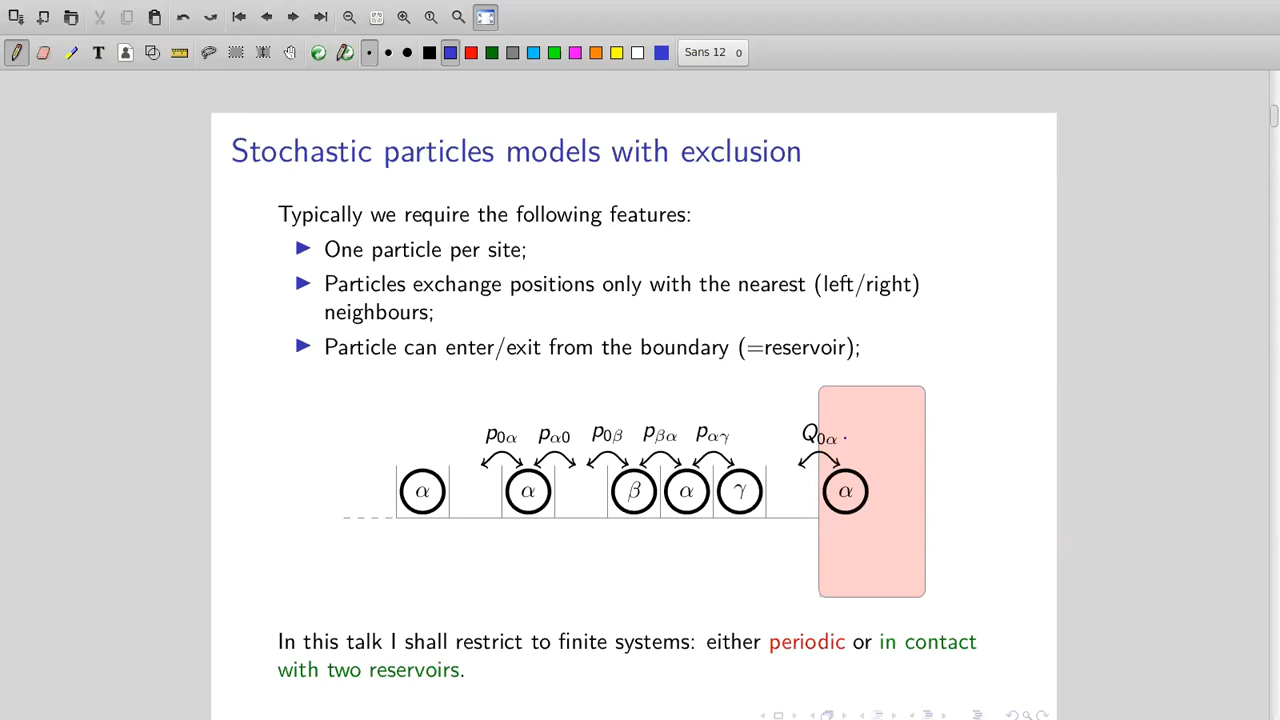 Sans 12 0
Stochastic particles models with exclusion
Typically we require the following features:
One particle per site;
Particles exchange positions only with the nearest (left/right)
neighbours;
Particle can enter/exit from the boundary (=reservoir);
p0α pα0 p0β pβα pαγ Q0α
α α β α γ α
In this talk I shall restrict to finite systems: either periodic or in contact
with two reservoirs.